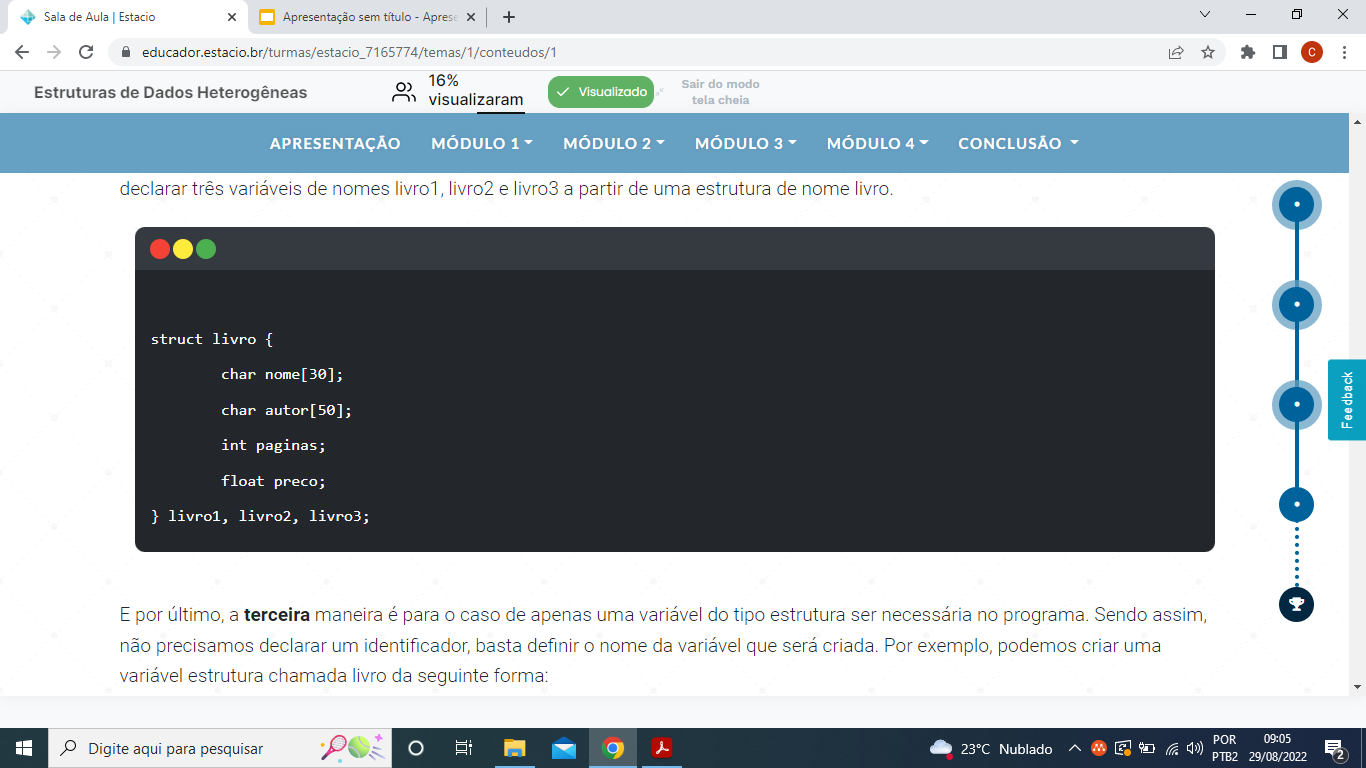 Sala de Aula | Estacio
Apresentação sem título - Aprese
educador.estacio.br/turmas/estacio_7165774/temas/1/conteudos/1
C
Estruturas de Dados Heterogêneas
16%
visualizaram
Visualizado
Sair do modo
tela cheia
APRESENTAÇÃO MÓDULO 1 MÓDULO 2 MÓDULO 3 MÓDULO 4 CONCLUSÃO
declarar três variáveis de nomes livro1, livro2 e livro3 a partir de uma estrutura de nome livro.
struct livro {
char nome[30];
char autor[50];
int paginas;
float preco;
} livro1, livro2, livro3;
Feedback
E por último, a terceira maneira é para o caso de apenas uma variável do tipo estrutura ser necessária no programa. Sendo assim,
não precisamos declarar um identificador, basta definir o nome da variável que será criada. Por exemplo, podemos criar uma
variável estrutura chamada livro da seguinte forma:
Digite aqui para pesquisar
23°C Nublado
POR
PTB2
09:05
29/08/2022
2